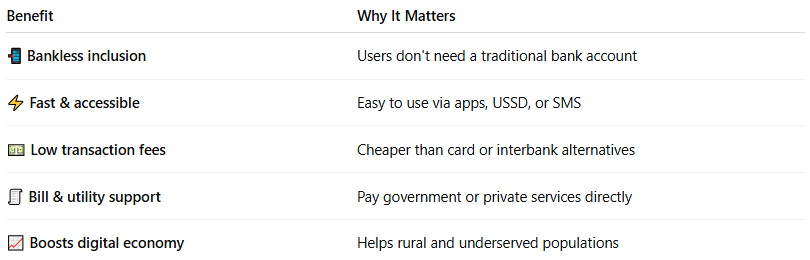 Benefit Why It Matters
📲 Bankless inclusion Users don't need a traditional bank account
⚡ Fast & accessible Easy to use via apps, USSD, or SMS
💵 Low transaction fees Cheaper than card or interbank alternatives
🧾 Bill & utility support Pay government or private services directly
📈 Boosts digital economy Helps rural and underserved populations